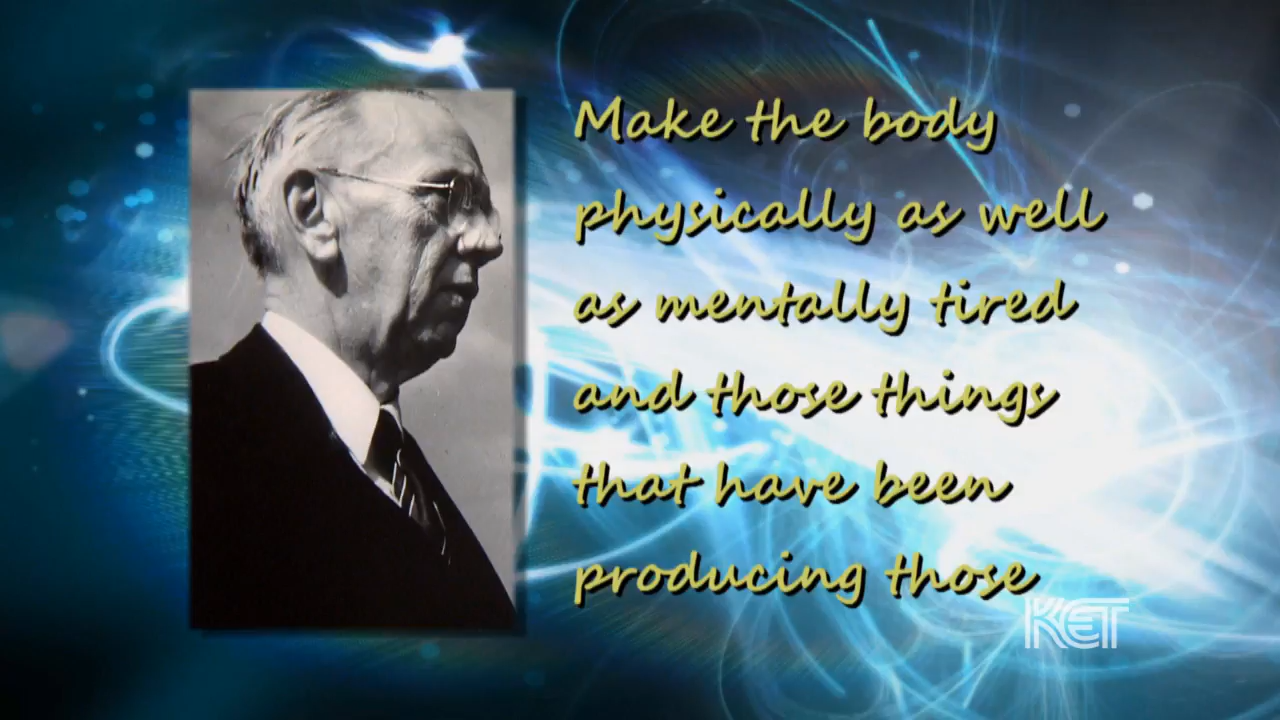 Make the body
physically as well
as mentally tired
and those things
that have been
producing those
KET